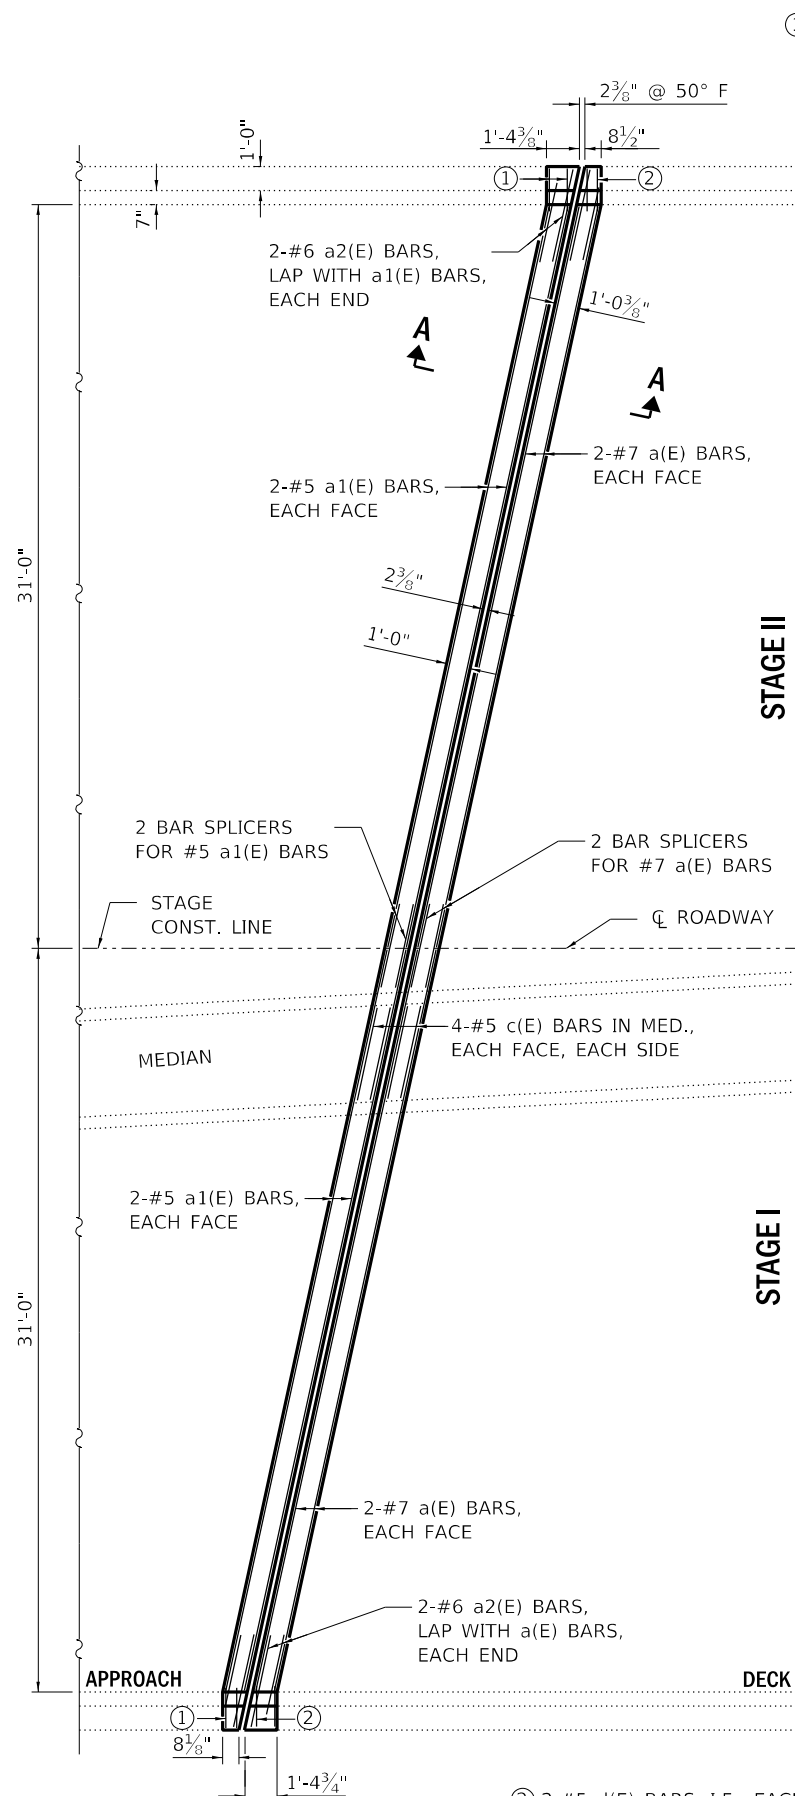 2⅜" @ 50° F
1'-0"
1'-4⅜"
8½"
1
2
7"
2-#6 a2(E) BARS,
LAP WITH a1(E) BARS,
EACH END
1'-0⅜"
A
A
2-#7 a(E) BARS,
EACH FACE
2-#5 a1(E) BARS,
EACH FACE
31'-0"
2⅜"
1'-0"
STAGE II
2 BAR SPLICERS
FOR #5 a1(E) BARS
2 BAR SPLICERS
FOR #7 a(E) BARS
STAGE
CONST. LINE
℄ ROADWAY
4-#5 c(E) BARS IN MED.,
EACH FACE, EACH SIDE
MEDIAN
2-#5 a1(E) BARS,
EACH FACE
STAGE I
31'-0"
2-#7 a(E) BARS,
EACH FACE
2-#6 a2(E) BARS,
LAP WITH a(E) BARS,
EACH END
APPROACH
DECK
1
2
8⅛"
1'-4¾"